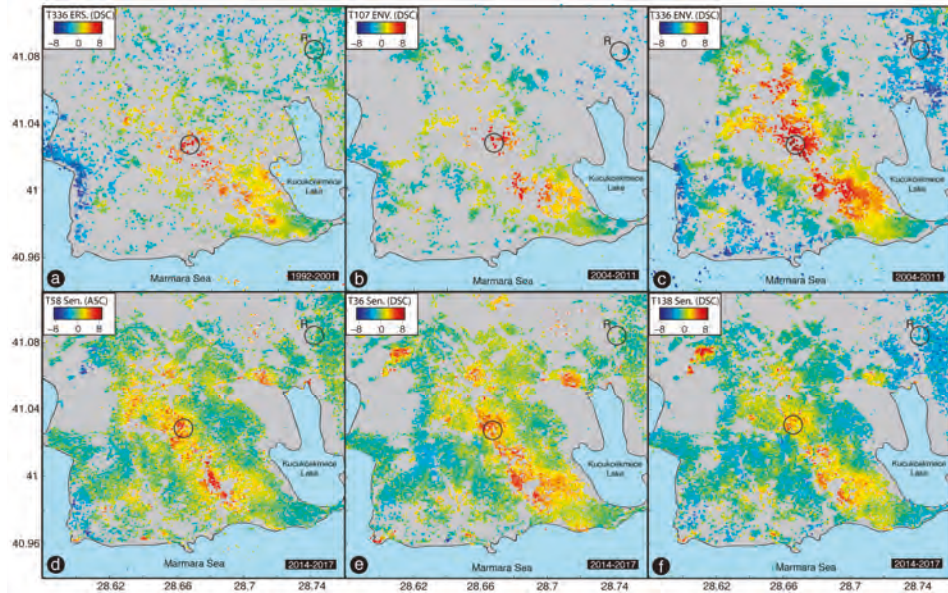 T336 ERS. (DSC)
−8 0 8
R
41.08
41.04
41
40.96
Kucukcekmece
Lake
Marmara Sea
a
1992-2001
T107 ENV. (DSC)
−8 0 8
R
Kucukcekmece
Lake
Marmara Sea
b
2004-2011
T336 ENV. (DSC)
−8 0 8
R
Kucukcekmece
Lake
Marmara Sea
c
2004-2011
T58 Sen. (ASC)
−8 0 8
R
41.08
41.04
41
40.96
Kucukcekmece
Lake
Marmara Sea
d
2014-2017
T36 Sen. (DSC)
−8 0 8
R
Kucukcekmece
Lake
Marmara Sea
e
2014-2017
T138 Sen. (DSC)
−8 0 8
R
Kucukcekmece
Lake
Marmara Sea
f
2014-2017
28.62 28.66 28.7 28.74
28.62 28.66 28.7 28.74
28.62 28.66 28.7 28.74